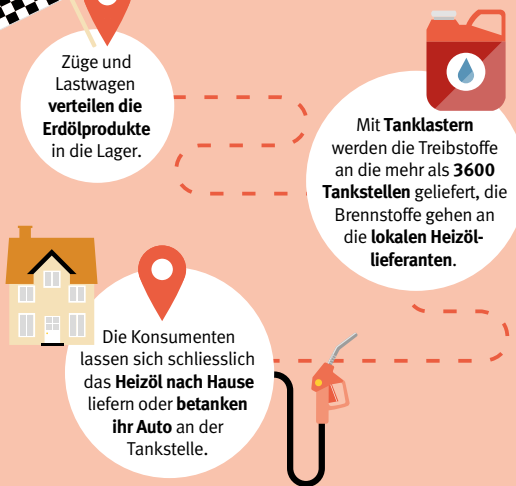 Züge und
Lastwagen
verteilen die
Erdölprodukte
in die Lager.
Mit Tanklastern
werden die Treibstoffe
an die mehr als 3600
Tankstellen geliefert, die
Brennstoffe gehen an
die lokalen Heizöl-
lieferanten.
Die Konsumenten
lassen sich schliesslich
das Heizöl nach Hause
liefern oder betanken
ihr Auto an der
Tankstelle.